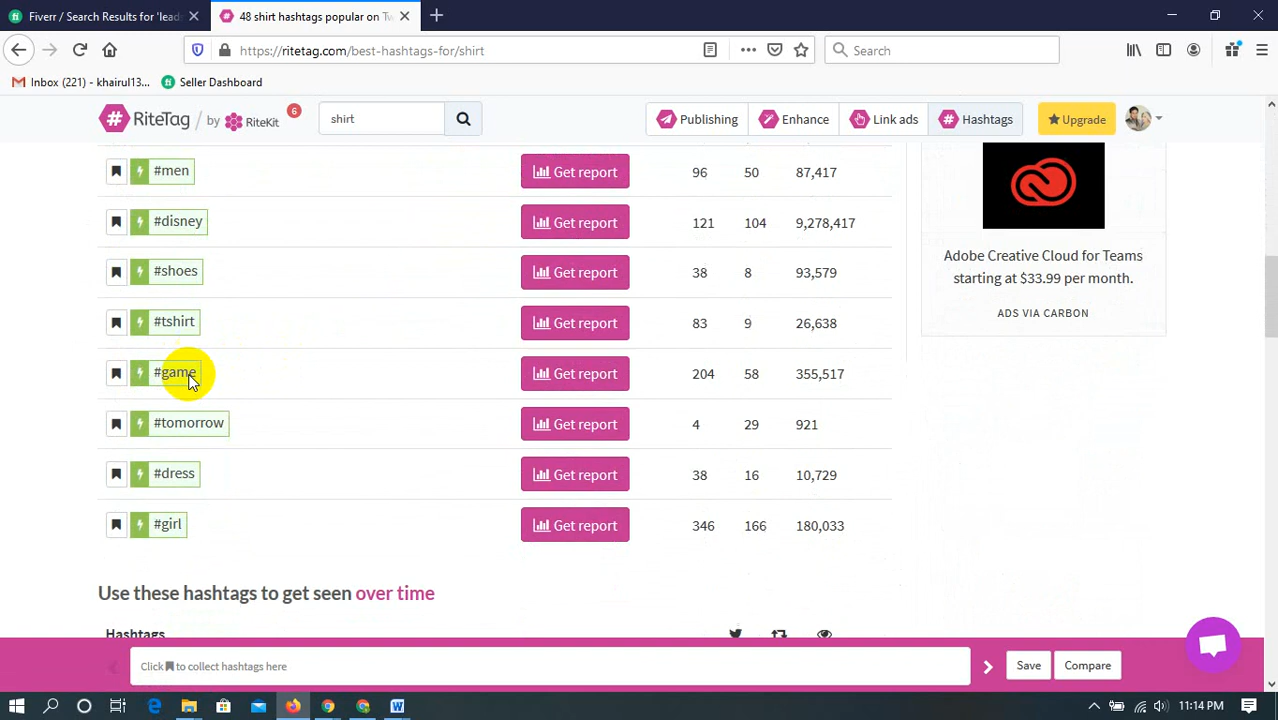 Fiverr / Search Results for 'lead
48 shirt hashtags popular on Tw
https://ritetag.com/best-hashtags-for/shirt
Search
Inbox (221) - khairul13...
Seller Dashboard
RiteTag / by RiteKit 6
shirt
Publishing
Enhance
Link ads
Hashtags
Upgrade
#men Get report 96 50 87,417
#disney Get report 121 104 9,278,417
#shoes Get report 38 8 93,579
#tshirt Get report 83 9 26,638
#game Get report 204 58 355,517
#tomorrow Get report 4 29 921
#dress Get report 38 16 10,729
#girl Get report 346 166 180,033
Adobe Creative Cloud for Teams
starting at $33.99 per month.
ADS VIA CARBON
Use these hashtags to get seen over time
Hashtags
Click to collect hashtags here
Save
Compare
11:14 PM